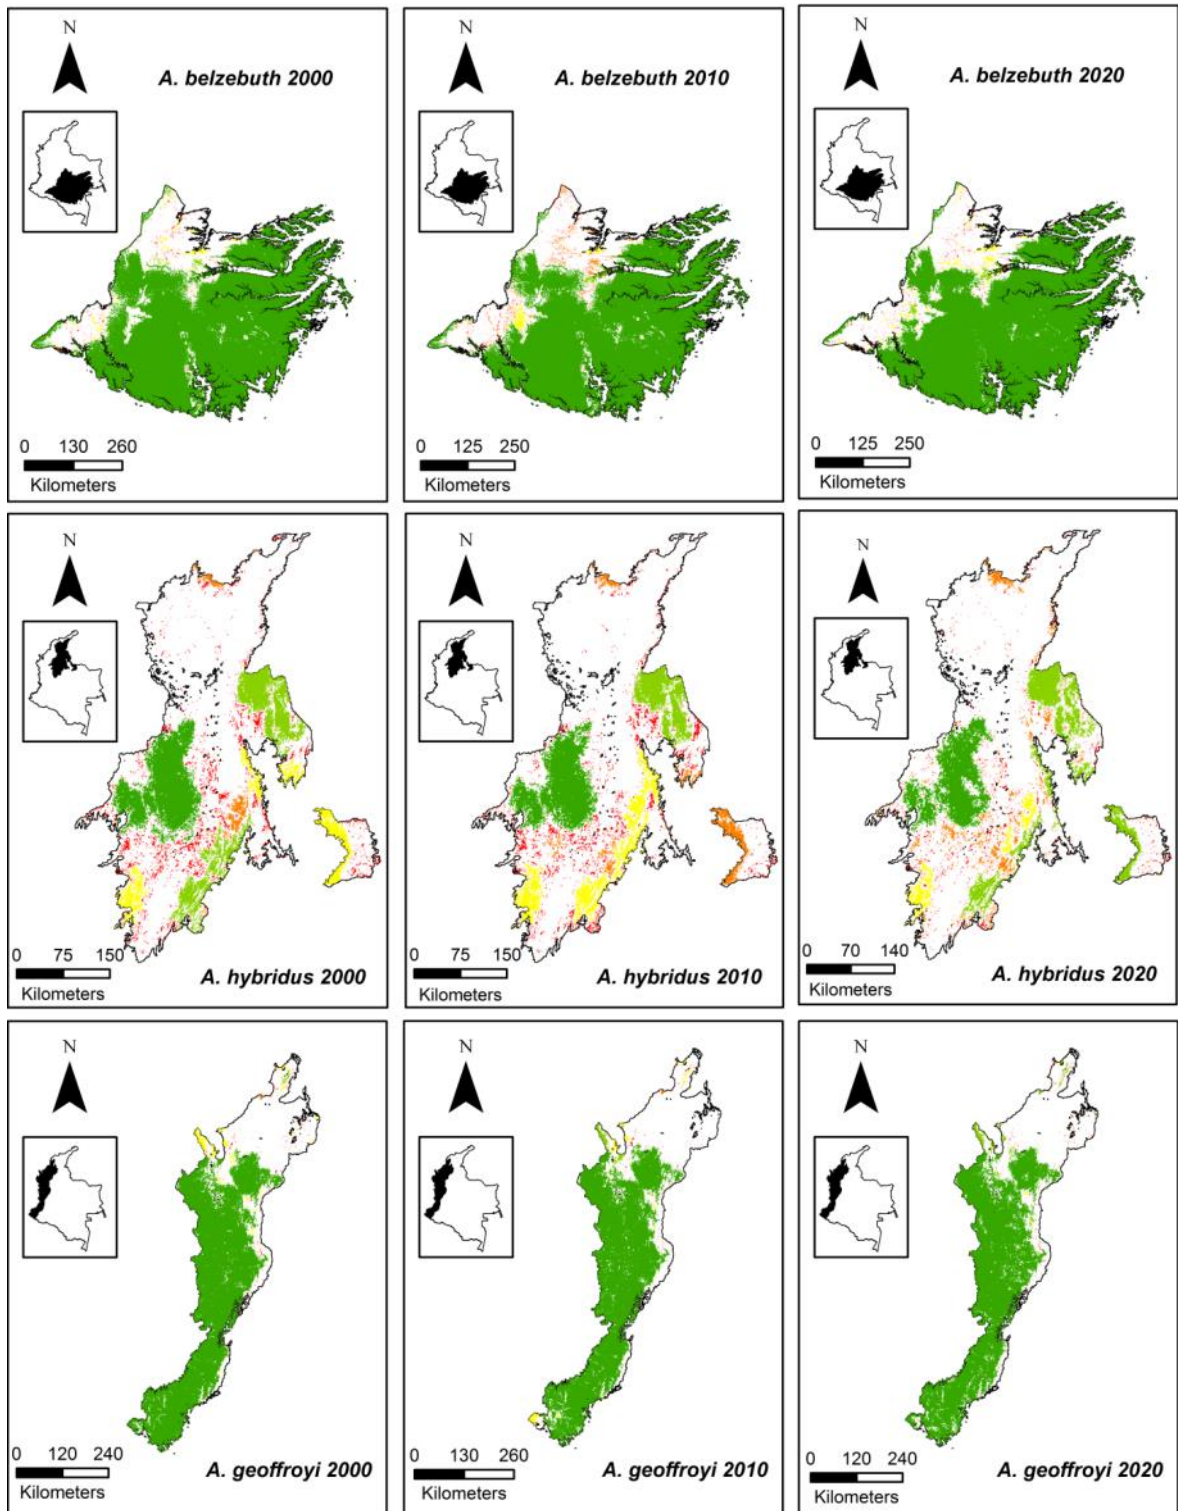 N
A. belzebuth 2000
0 130 260
Kilometers
N
A. belzebuth 2010
0 125 250
Kilometers
N
A. belzebuth 2020
0 125 250
Kilometers
N
0 75 150
Kilometers
A. hybridus 2000
N
0 75 150
Kilometers
A. hybridus 2010
N
0 70 140
Kilometers
A. hybridus 2020
N
0 120 240
Kilometers
A. geoffroyi 2000
N
0 130 260
Kilometers
A. geoffroyi 2010
N
0 120 240
Kilometers
A. geoffroyi 2020